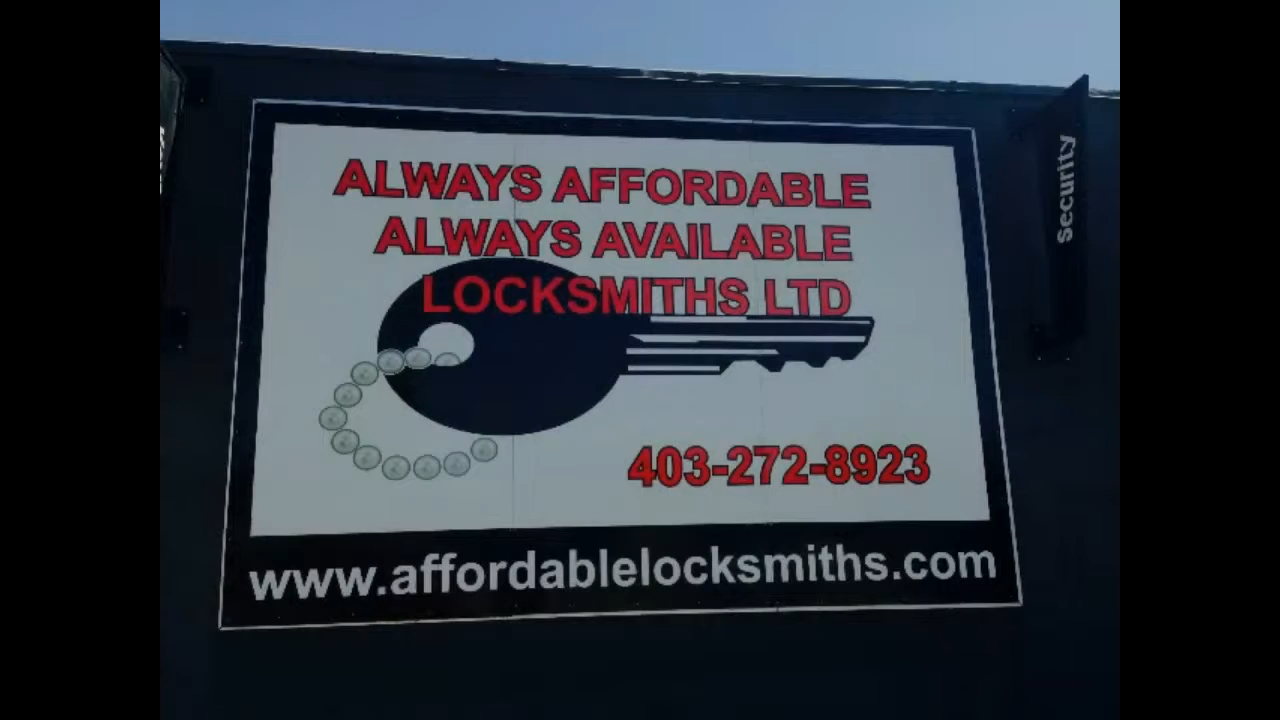 ALWAYS AFFORDABLE
ALWAYS AVAILABLE
LOCKSMITHS LTD
403-272-8923
www.affordablelocksmiths.com
security